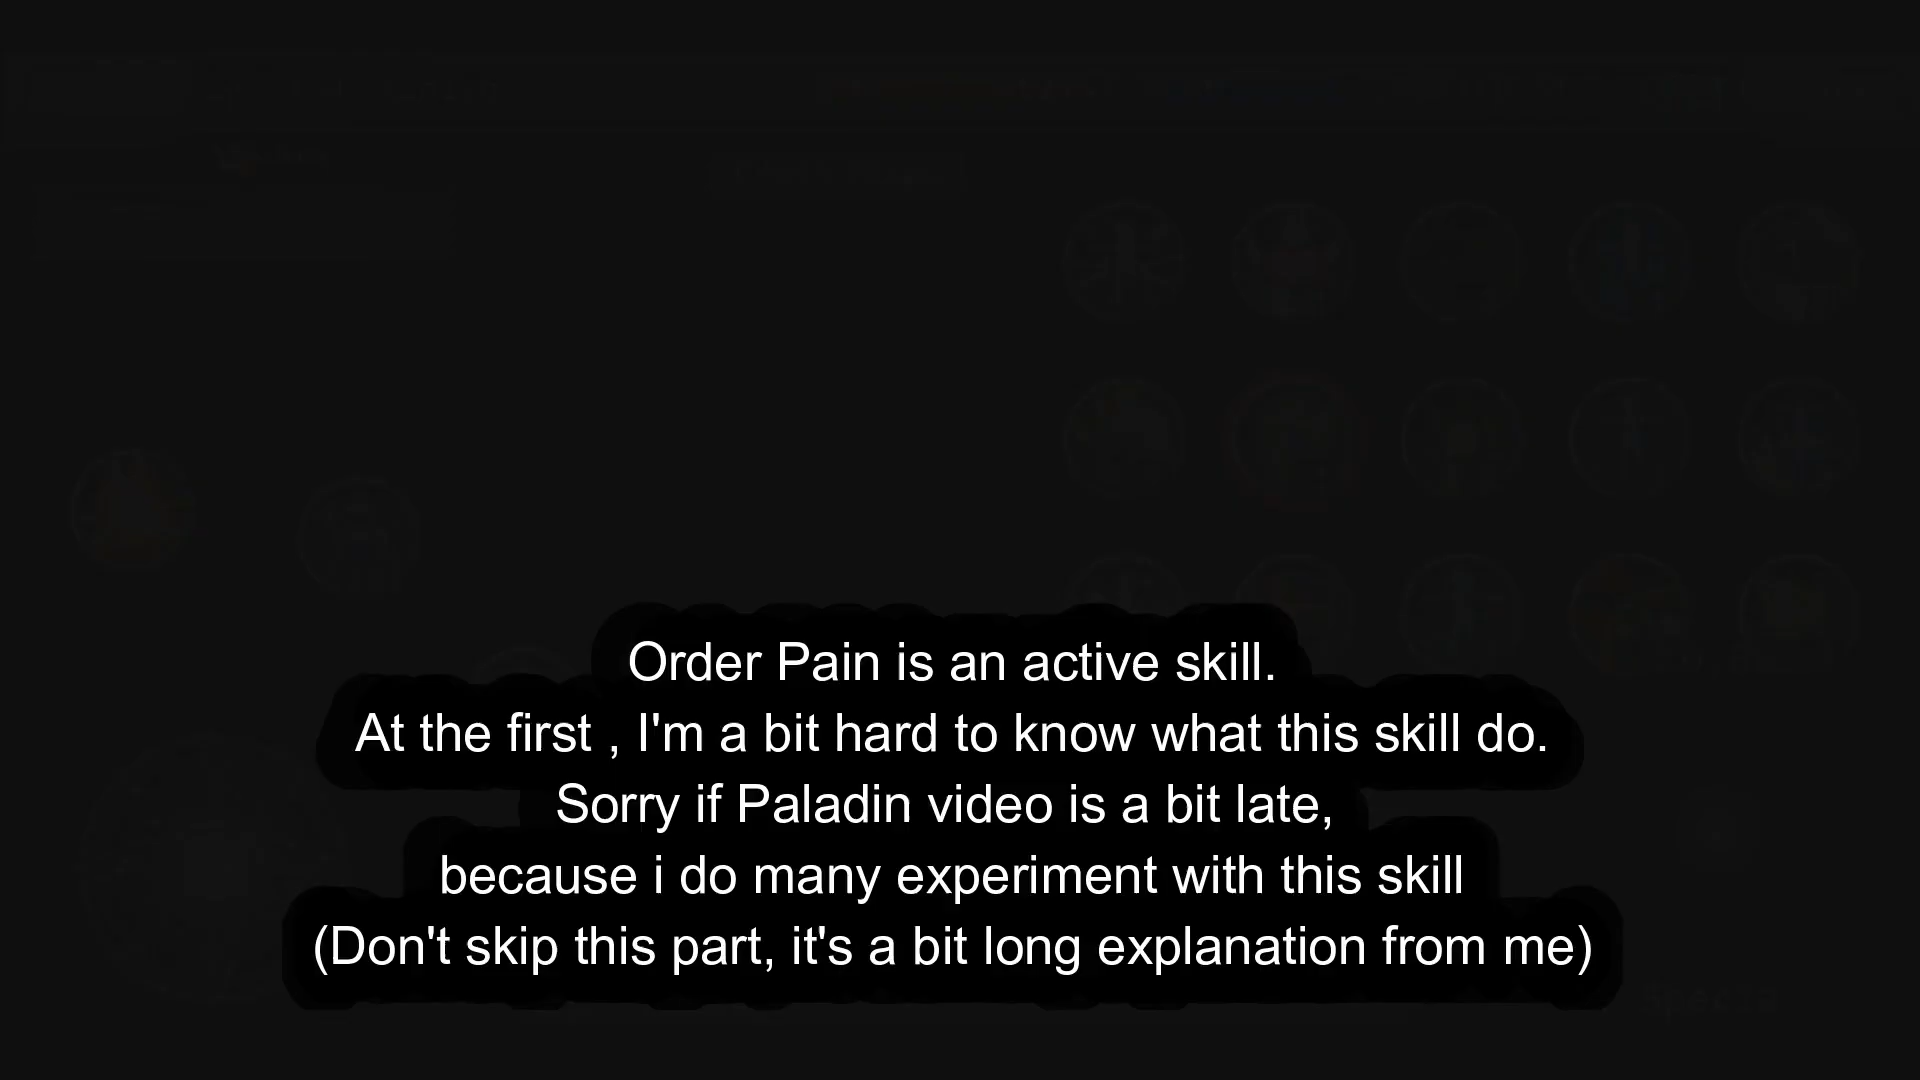 Order Pain is an active skill.
At the first , I'm a bit hard to know what this skill do.
Sorry if Paladin video is a bit late,
because i do many experiment with this skill
(Don't skip this part, it's a bit long explanation from me)